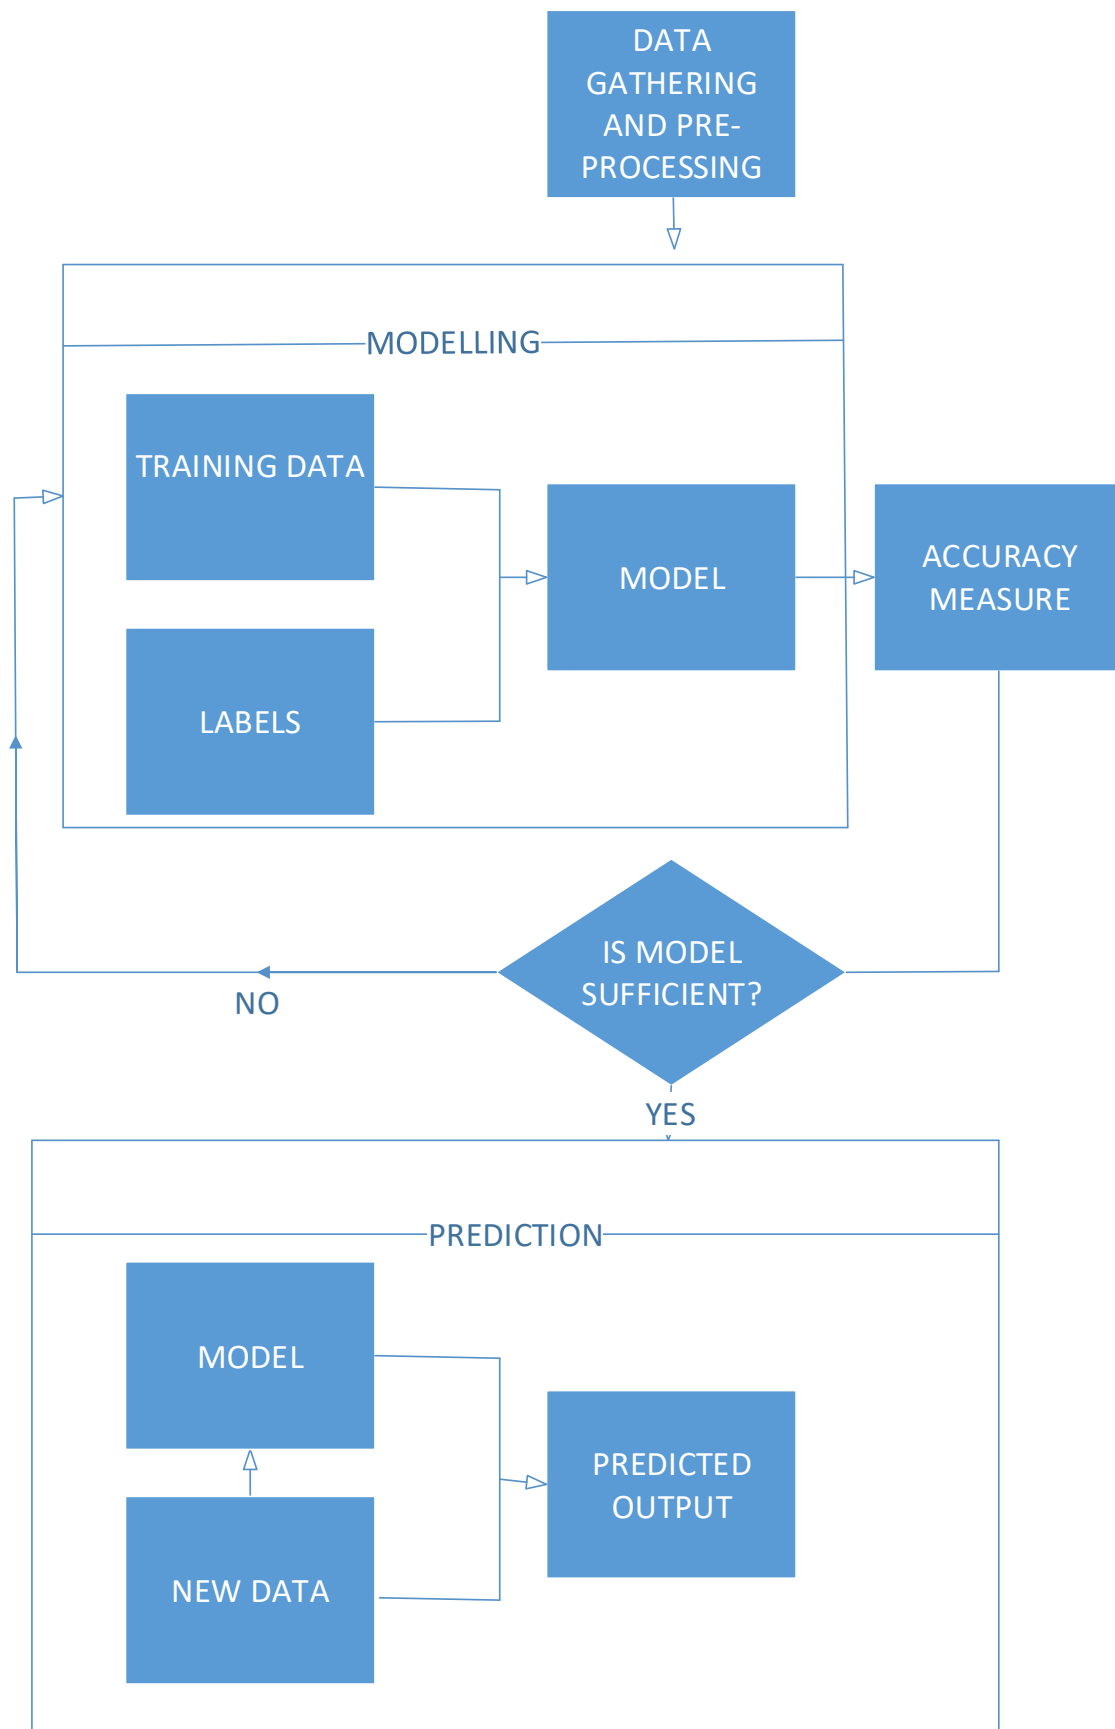 DATA
GATHERING
AND PRE-
PROCESSING
MODELLING
TRAINING DATA
MODEL
ACCURACY
MEASURE
LABELS
IS MODEL
SUFFICIENT?
NO
YES
PREDICTION
MODEL
PREDICTED
OUTPUT
NEW DATA